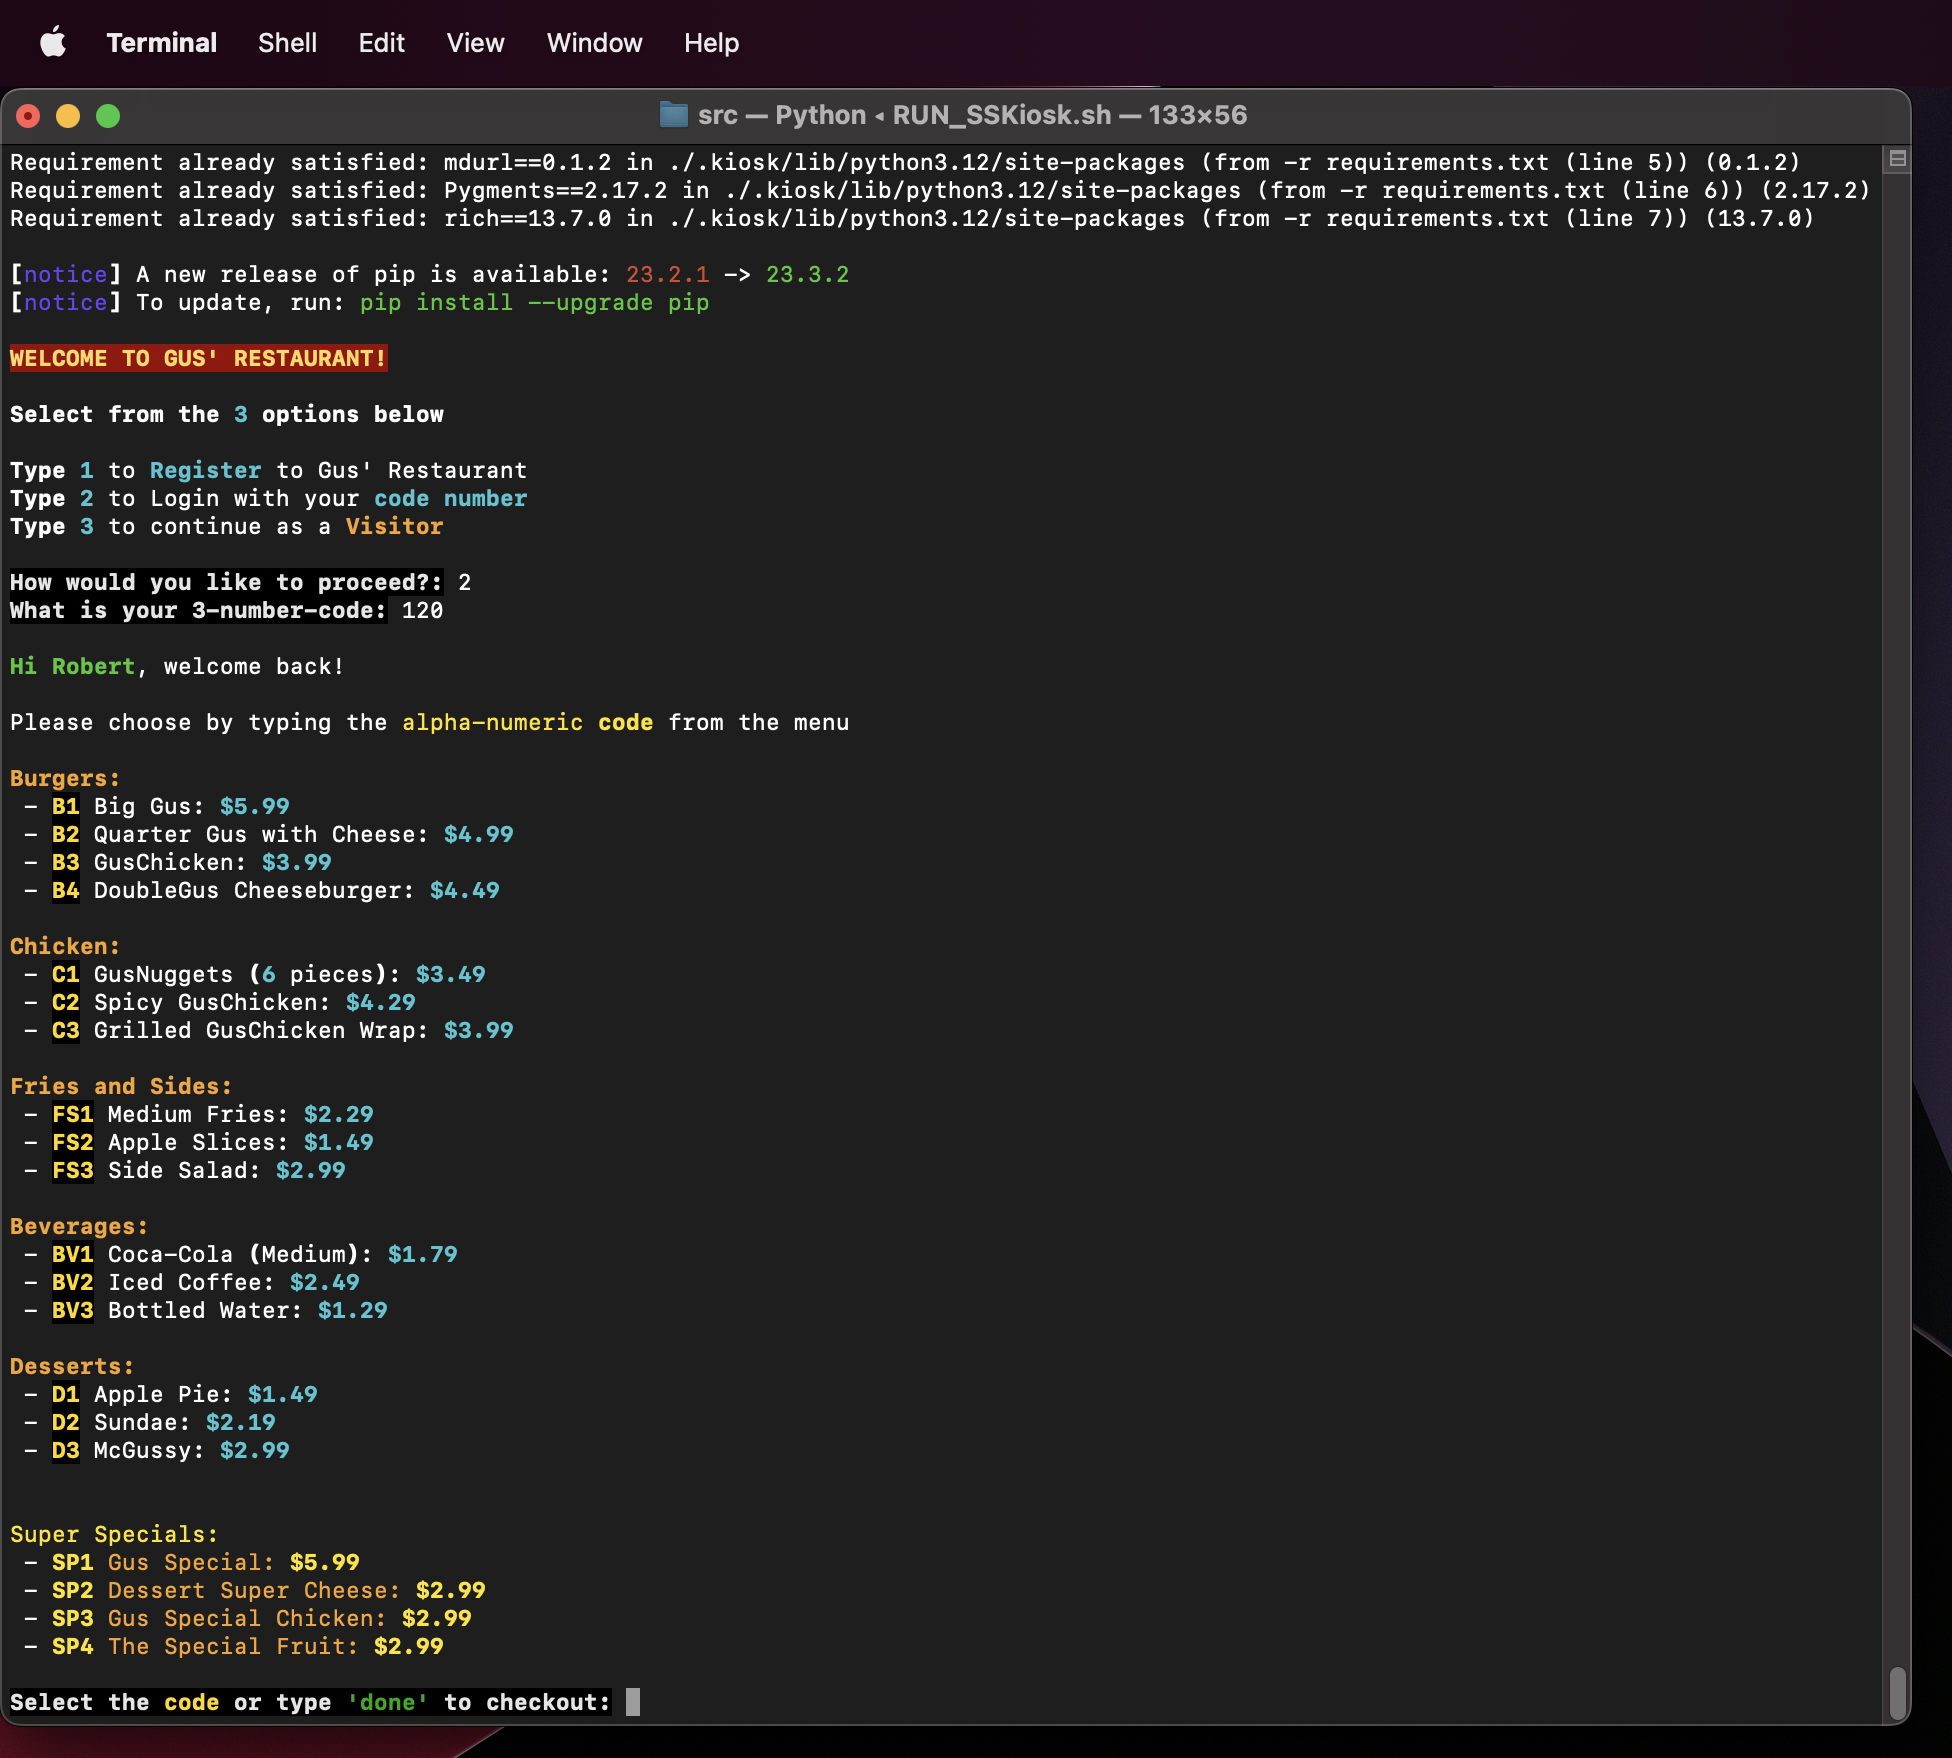 Terminal Shell Edit View Window Help
src — Python ◂ RUN_SSKiosk.sh — 133×56
Requirement already satisfied: mdurl==0.1.2 in ./.kiosk/lib/python3.12/site-packages (from -r requirements.txt (line 5)) (0.1.2)
Requirement already satisfied: Pygments==2.17.2 in ./.kiosk/lib/python3.12/site-packages (from -r requirements.txt (line 6)) (2.17.2)
Requirement already satisfied: rich==13.7.0 in ./.kiosk/lib/python3.12/site-packages (from -r requirements.txt (line 7)) (13.7.0)
[notice] A new release of pip is available: 23.2.1 -> 23.3.2
[notice] To update, run: pip install --upgrade pip
WELCOME TO GUS' RESTAURANT!
Select from the 3 options below
Type 1 to Register to Gus' Restaurant
Type 2 to Login with your code number
Type 3 to continue as a Visitor
How would you like to proceed?: 2
What is your 3-number-code: 120
Hi Robert, welcome back!
Please choose by typing the alpha-numeric code from the menu
Burgers:
- B1 Big Gus: $5.99
- B2 Quarter Gus with Cheese: $4.99
- B3 GusChicken: $3.99
- B4 DoubleGus Cheeseburger: $4.49
Chicken:
- C1 GusNuggets (6 pieces): $3.49
- C2 Spicy GusChicken: $4.29
- C3 Grilled GusChicken Wrap: $3.99
Fries and Sides:
- FS1 Medium Fries: $2.29
- FS2 Apple Slices: $1.49
- FS3 Side Salad: $2.99
Beverages:
- BV1 Coca-Cola (Medium): $1.79
- BV2 Iced Coffee: $2.49
- BV3 Bottled Water: $1.29
Desserts:
- D1 Apple Pie: $1.49
- D2 Sundae: $2.19
- D3 McGussy: $2.99
Super Specials:
- SP1 Gus Special: $5.99
- SP2 Dessert Super Cheese: $2.99
- SP3 Gus Special Chicken: $2.99
- SP4 The Special Fruit: $2.99
Select the code or type 'done' to checkout: